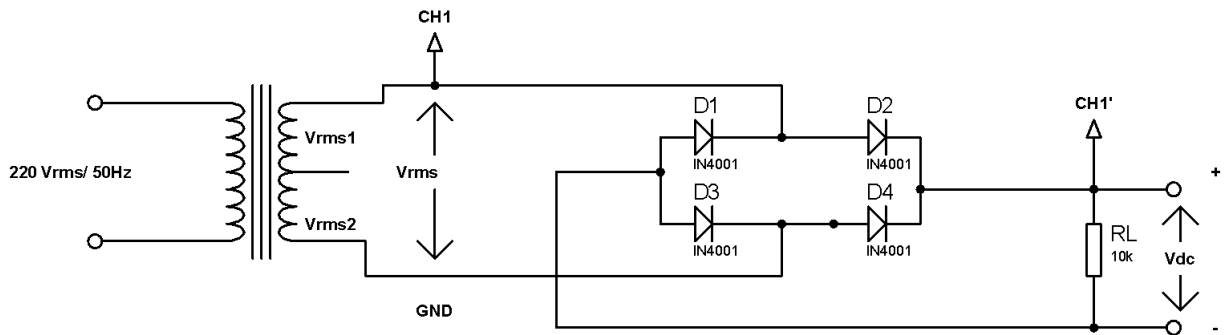 CH1
D1
D2
CH1'
Vrms1
IN4001
IN4001
220 Vrms/ 50Hz
Vrms
+
D3
D4
Vrms2
IN4001
IN4001
RL
10k
Vdc
GND
-